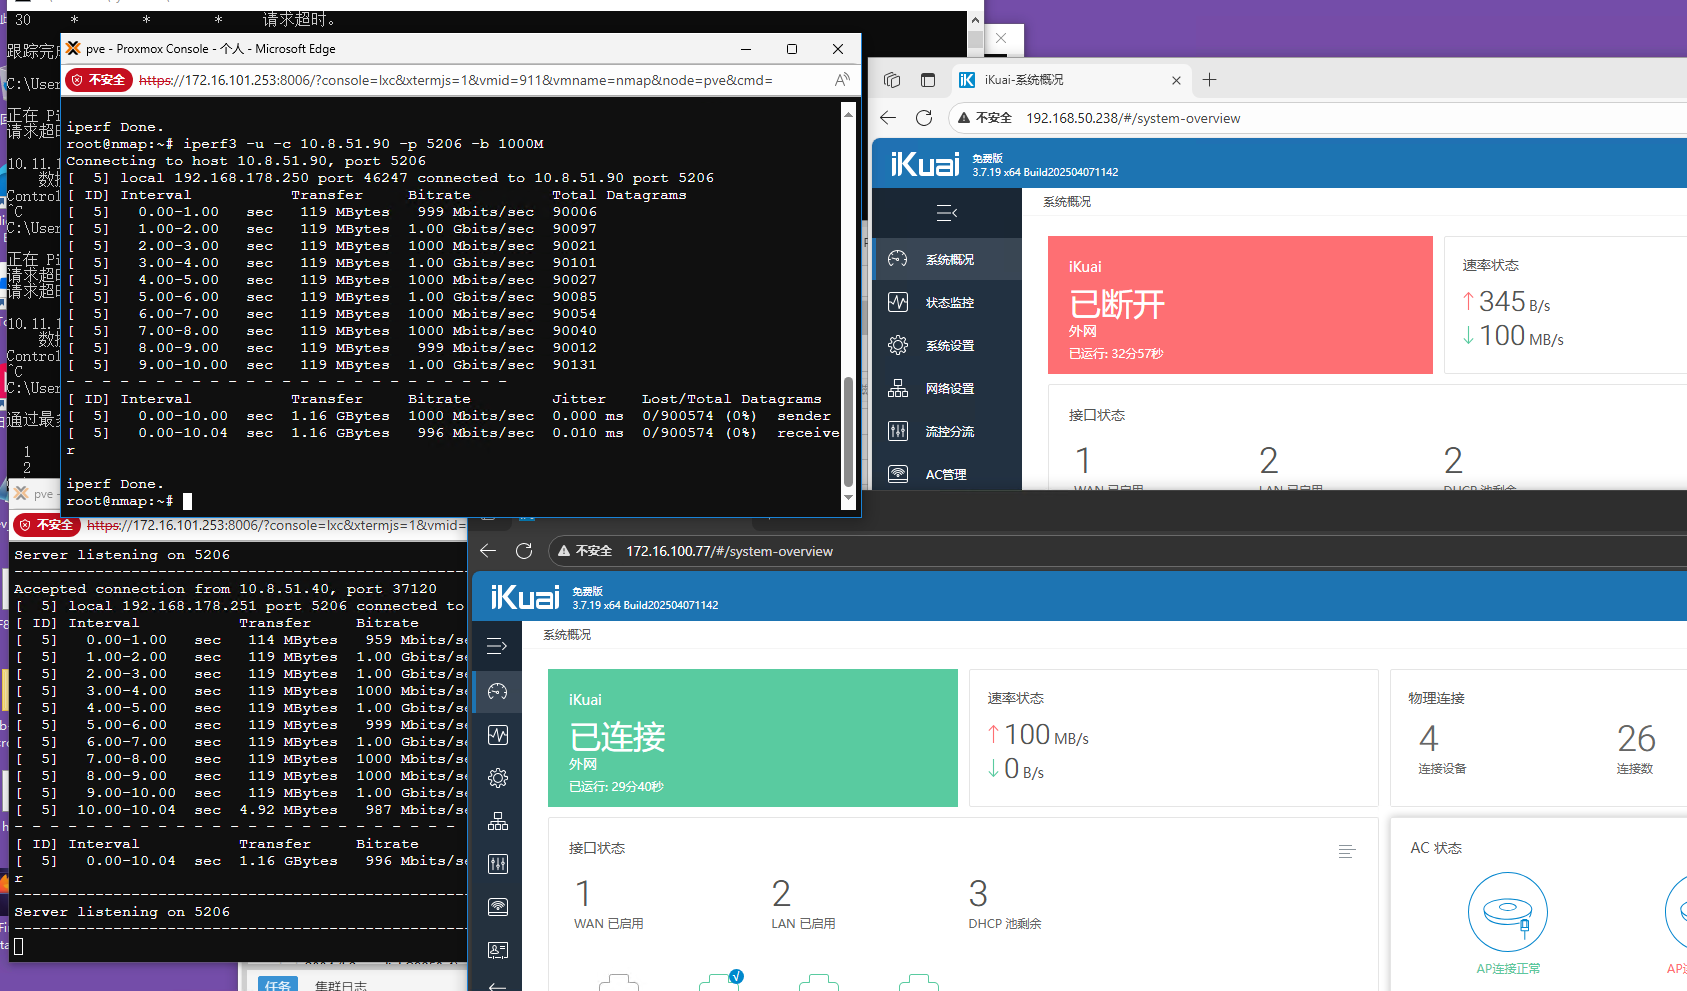 30    *    *    *    请求超时。
跟踪完
C:\User
正在 Pi
请求超时
10.11.1
数据
Control
^C
C:\User
正在 Pi
请求超时
请求超时
10.11.1
数据
Control
^C
C:\User
通过最多
1
2
pve - Proxmox Console - 个人 - Microsoft Edge
不安全 https://172.16.101.253:8006/?console=lxc&xtermjs=1&vmid=911&vmname=nmap&node=pve&cmd=
iperf Done.
root@nmap:~# iperf3 -u -c 10.8.51.90 -p 5206 -b 1000M
Connecting to host 10.8.51.90, port 5206
[  5] local 192.168.178.250 port 46247 connected to 10.8.51.90 port 5206
[ ID] Interval           Transfer     Bitrate         Total Datagrams
[  5]   0.00-1.00   sec   119 MBytes   999 Mbits/sec  90006
[  5]   1.00-2.00   sec   119 MBytes  1.00 Gbits/sec  90097
[  5]   2.00-3.00   sec   119 MBytes  1000 Mbits/sec  90021
[  5]   3.00-4.00   sec   119 MBytes  1.00 Gbits/sec  90101
[  5]   4.00-5.00   sec   119 MBytes  1000 Mbits/sec  90027
[  5]   5.00-6.00   sec   119 MBytes  1.00 Gbits/sec  90085
[  5]   6.00-7.00   sec   119 MBytes  1000 Mbits/sec  90054
[  5]   7.00-8.00   sec   119 MBytes  1000 Mbits/sec  90040
[  5]   8.00-9.00   sec   119 MBytes   999 Mbits/sec  90012
[  5]   9.00-10.00  sec   119 MBytes  1.00 Gbits/sec  90131
- - - - - - - - - - - - - - - - - - - - - - - - -
[ ID] Interval           Transfer     Bitrate         Jitter    Lost/Total Datagrams
[  5]   0.00-10.00  sec  1.16 GBytes  1000 Mbits/sec  0.000 ms  0/900574 (0%)  sender
[  5]   0.00-10.04  sec  1.16 GBytes   996 Mbits/sec  0.010 ms  0/900574 (0%)  receive
r
iperf Done.
root@nmap:~#
iKuai-系统概况
不安全 192.168.50.238/#/system-overview
iKuai 免费版
3.7.19 x64 Build202504071142
系统概况
系统概况
状态监控
系统设置
网络设置
流控分流
AC管理
iKuai
已断开
外网
已运行: 32分57秒
速率状态
↑345 B/s
↓100 MB/s
接口状态
1 2 2
WAN 已启用 LAN 已启用 DHCP 池剩余
pve -
不安全 https://172.16.101.253:8006/?console=lxc&xtermjs=1&vmid=
Server listening on 5206
-----------------------------------------------------------
Accepted connection from 10.8.51.40, port 37120
[  5] local 192.168.178.251 port 5206 connected to
[ ID] Interval           Transfer     Bitrate
[  5]   0.00-1.00   sec   114 MBytes   959 Mbits/se
[  5]   1.00-2.00   sec   119 MBytes  1.00 Gbits/se
[  5]   2.00-3.00   sec   119 MBytes  1.00 Gbits/se
[  5]   3.00-4.00   sec   119 MBytes  1000 Mbits/se
[  5]   4.00-5.00   sec   119 MBytes  1.00 Gbits/se
[  5]   5.00-6.00   sec   119 MBytes   999 Mbits/se
[  5]   6.00-7.00   sec   119 MBytes  1.00 Gbits/se
[  5]   7.00-8.00   sec   119 MBytes  1000 Mbits/se
[  5]   8.00-9.00   sec   119 MBytes  1000 Mbits/se
[  5]   9.00-10.00  sec   119 MBytes  1.00 Gbits/se
[  5]  10.00-10.04  sec  4.92 MBytes   987 Mbits/se
- - - - - - - - - - - - - - - - - - - - - - - - -
[ ID] Interval           Transfer     Bitrate
[  5]   0.00-10.04  sec  1.16 GBytes   996 Mbits/se
r
-----------------------------------------------------------
Server listening on 5206
-----------------------------------------------------------
任务 集群日志
不安全 172.16.100.77/#/system-overview
iKuai 免费版
3.7.19 x64 Build202504071142
系统概况
iKuai
已连接
外网
已运行: 29分40秒
速率状态
↑100 MB/s
↓0 B/s
物理连接
4 26
连接设备 连接数
接口状态
1 2 3
WAN 已启用 LAN 已启用 DHCP 池剩余
AC 状态
AP连接正常
AP